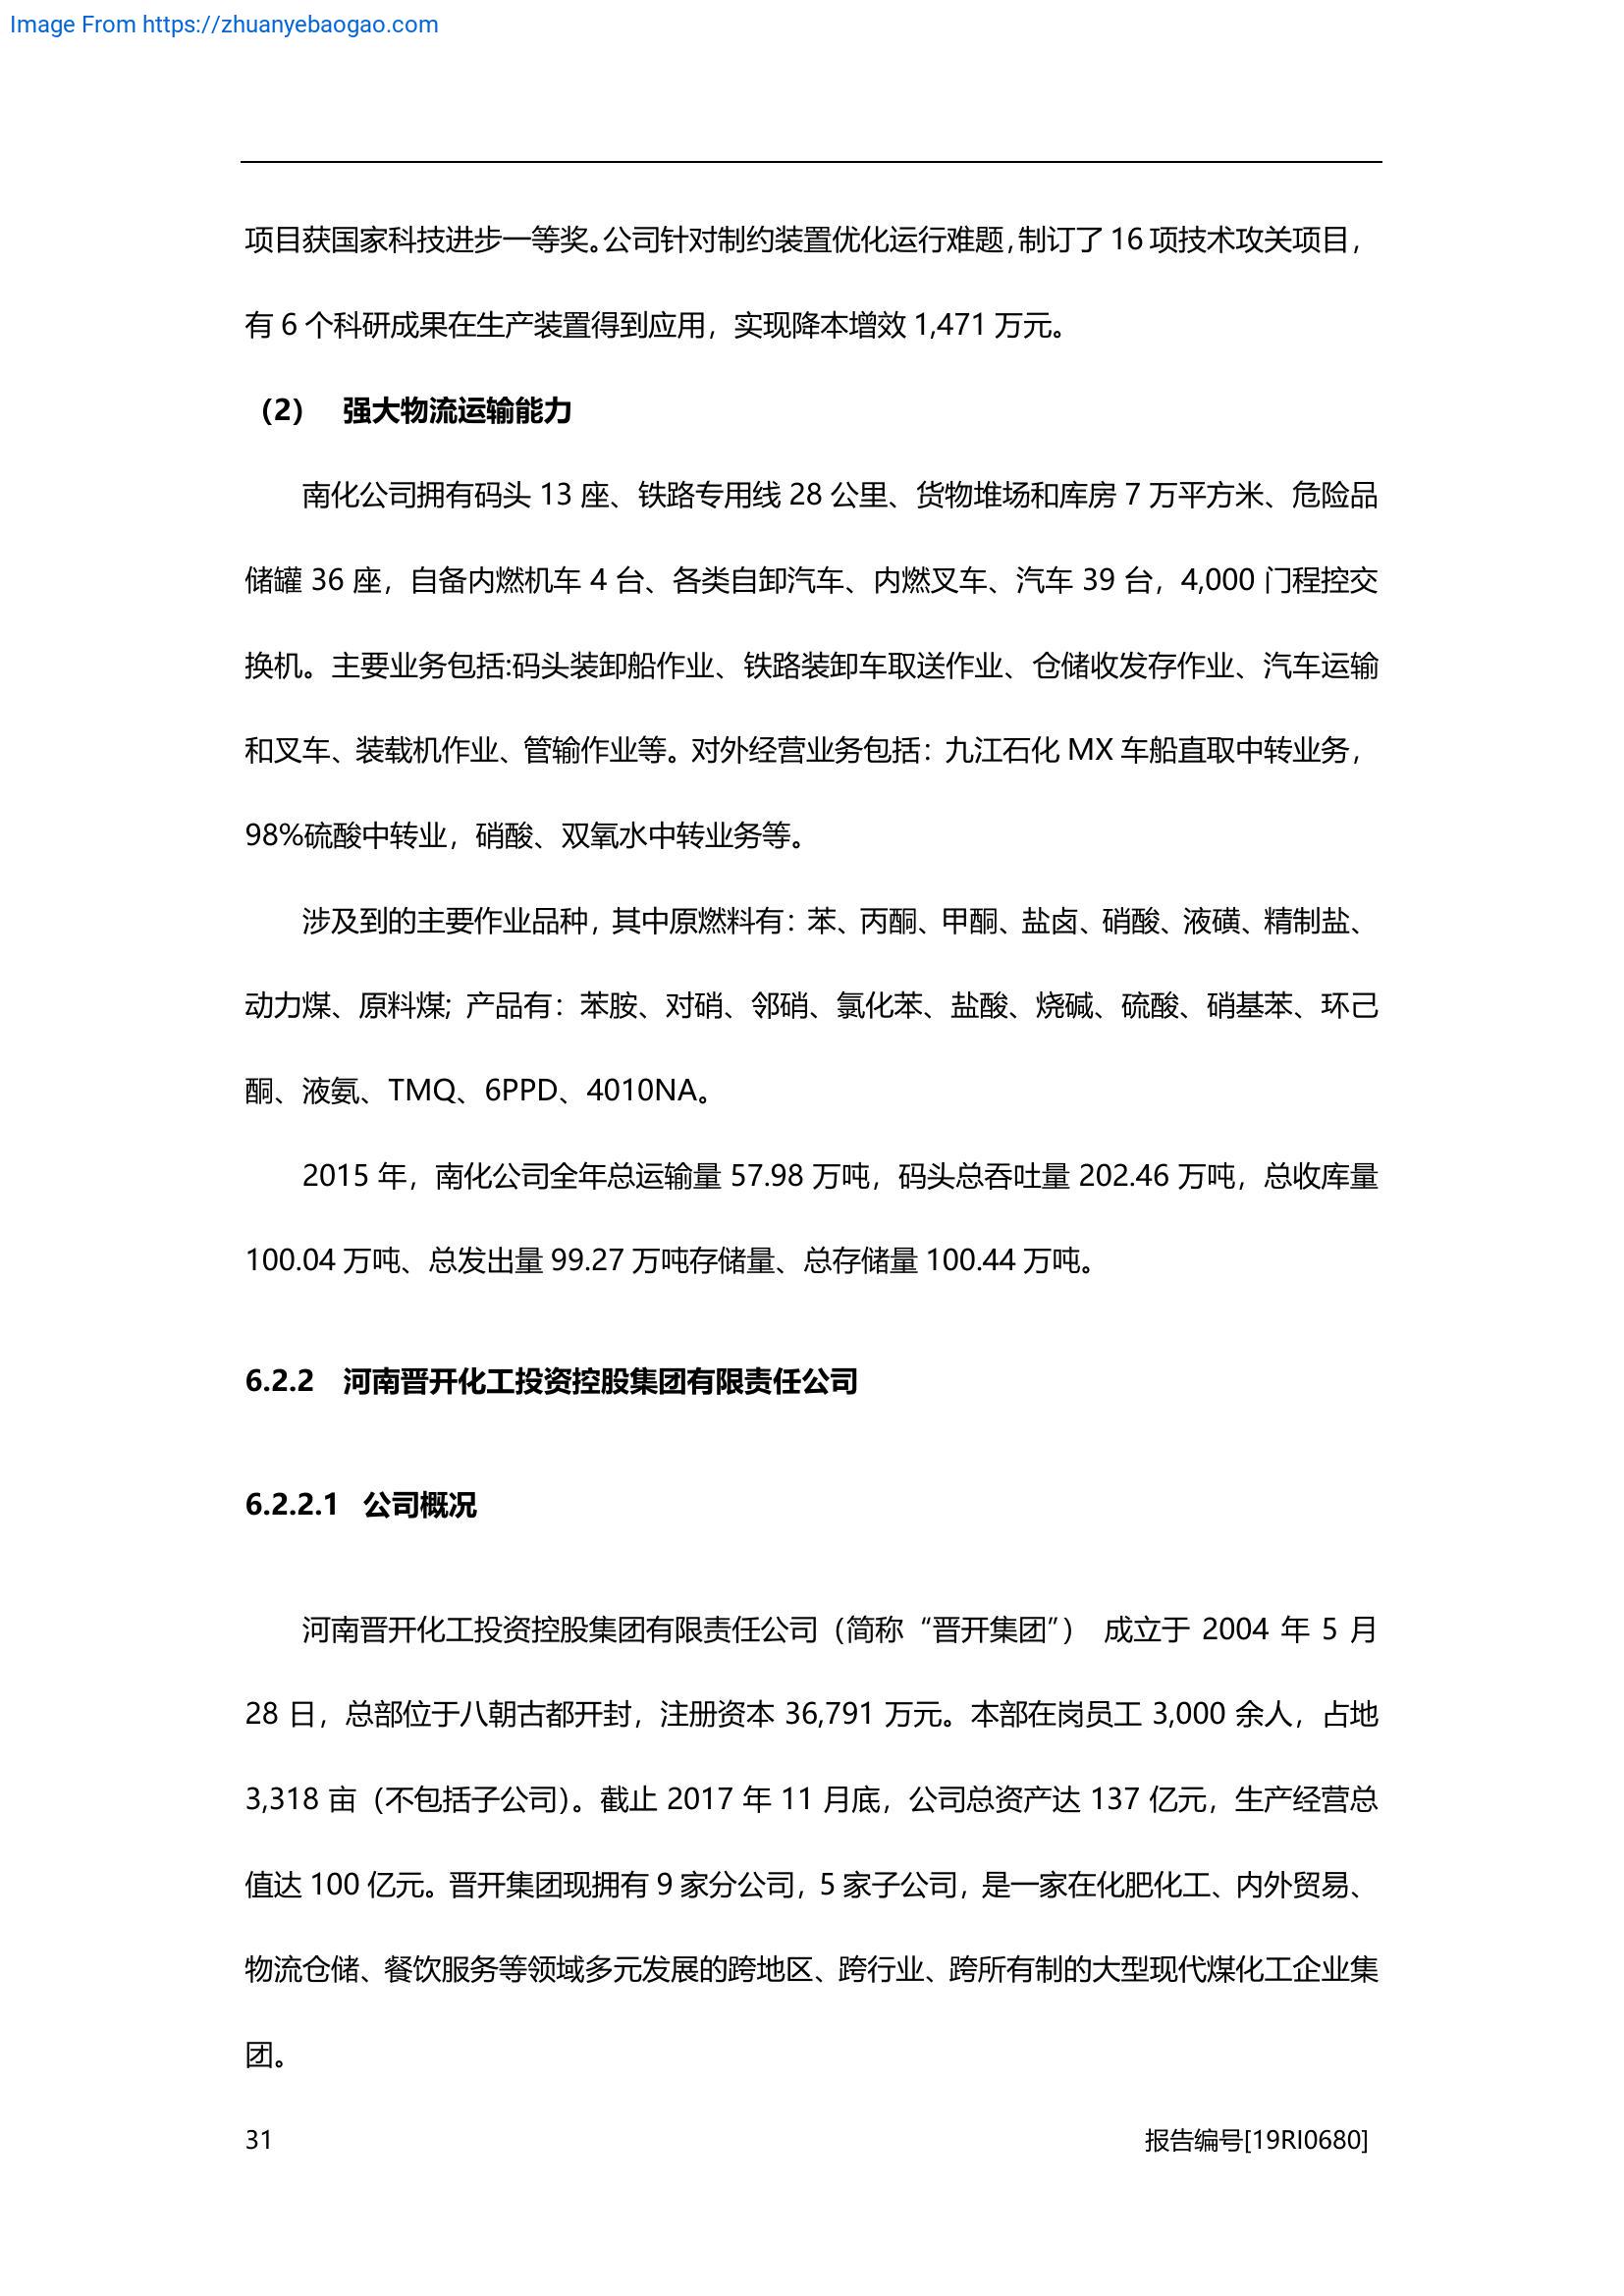 Image From https://zhuanyebaogao.com
项目获国家科技进步一等奖。公司针对制约装置优化运行难题，制订了 16 项技术攻关项目，
有 6 个科研成果在生产装置得到应用，实现降本增效 1,471 万元。
（2） 强大物流运输能力
南化公司拥有码头 13 座、铁路专用线 28 公里、货物堆场和库房 7 万平方米、危险品
储罐 36 座，自备内燃机车 4 台、各类自卸汽车、内燃叉车、汽车 39 台，4,000 门程控交
换机。主要业务包括:码头装卸船作业、铁路装卸车取送作业、仓储收发存作业、汽车运输
和叉车、装载机作业、管输作业等。对外经营业务包括：九江石化 MX 车船直取中转业务，
98%硫酸中转业，硝酸、双氧水中转业务等。
涉及到的主要作业品种，其中原燃料有：苯、丙酮、甲酮、盐卤、硝酸、液磺、精制盐、
动力煤、原料煤；产品有：苯胺、对硝、邻硝、氯化苯、盐酸、烧碱、硫酸、硝基苯、环己
酮、液氨、TMQ、6PPD、4010NA。
2015 年，南化公司全年总运输量 57.98 万吨，码头总吞吐量 202.46 万吨，总收库量
100.04 万吨、总发出量 99.27 万吨存储量、总存储量 100.44 万吨。
6.2.2 河南晋开化工投资控股集团有限责任公司
6.2.2.1 公司概况
河南晋开化工投资控股集团有限责任公司（简称“晋开集团”） 成立于 2004 年 5 月
28 日，总部位于八朝古都开封，注册资本 36,791 万元。本部在岗员工 3,000 余人，占地
3,318 亩（不包括子公司）。截止 2017 年 11 月底，公司总资产达 137 亿元，生产经营总
值达 100 亿元。晋开集团现拥有 9 家分公司，5 家子公司，是一家在化肥化工、内外贸易、
物流仓储、餐饮服务等领域多元发展的跨地区、跨行业、跨所有制的大型现代煤化工企业集
团。
31 报告编号[19RI0680]